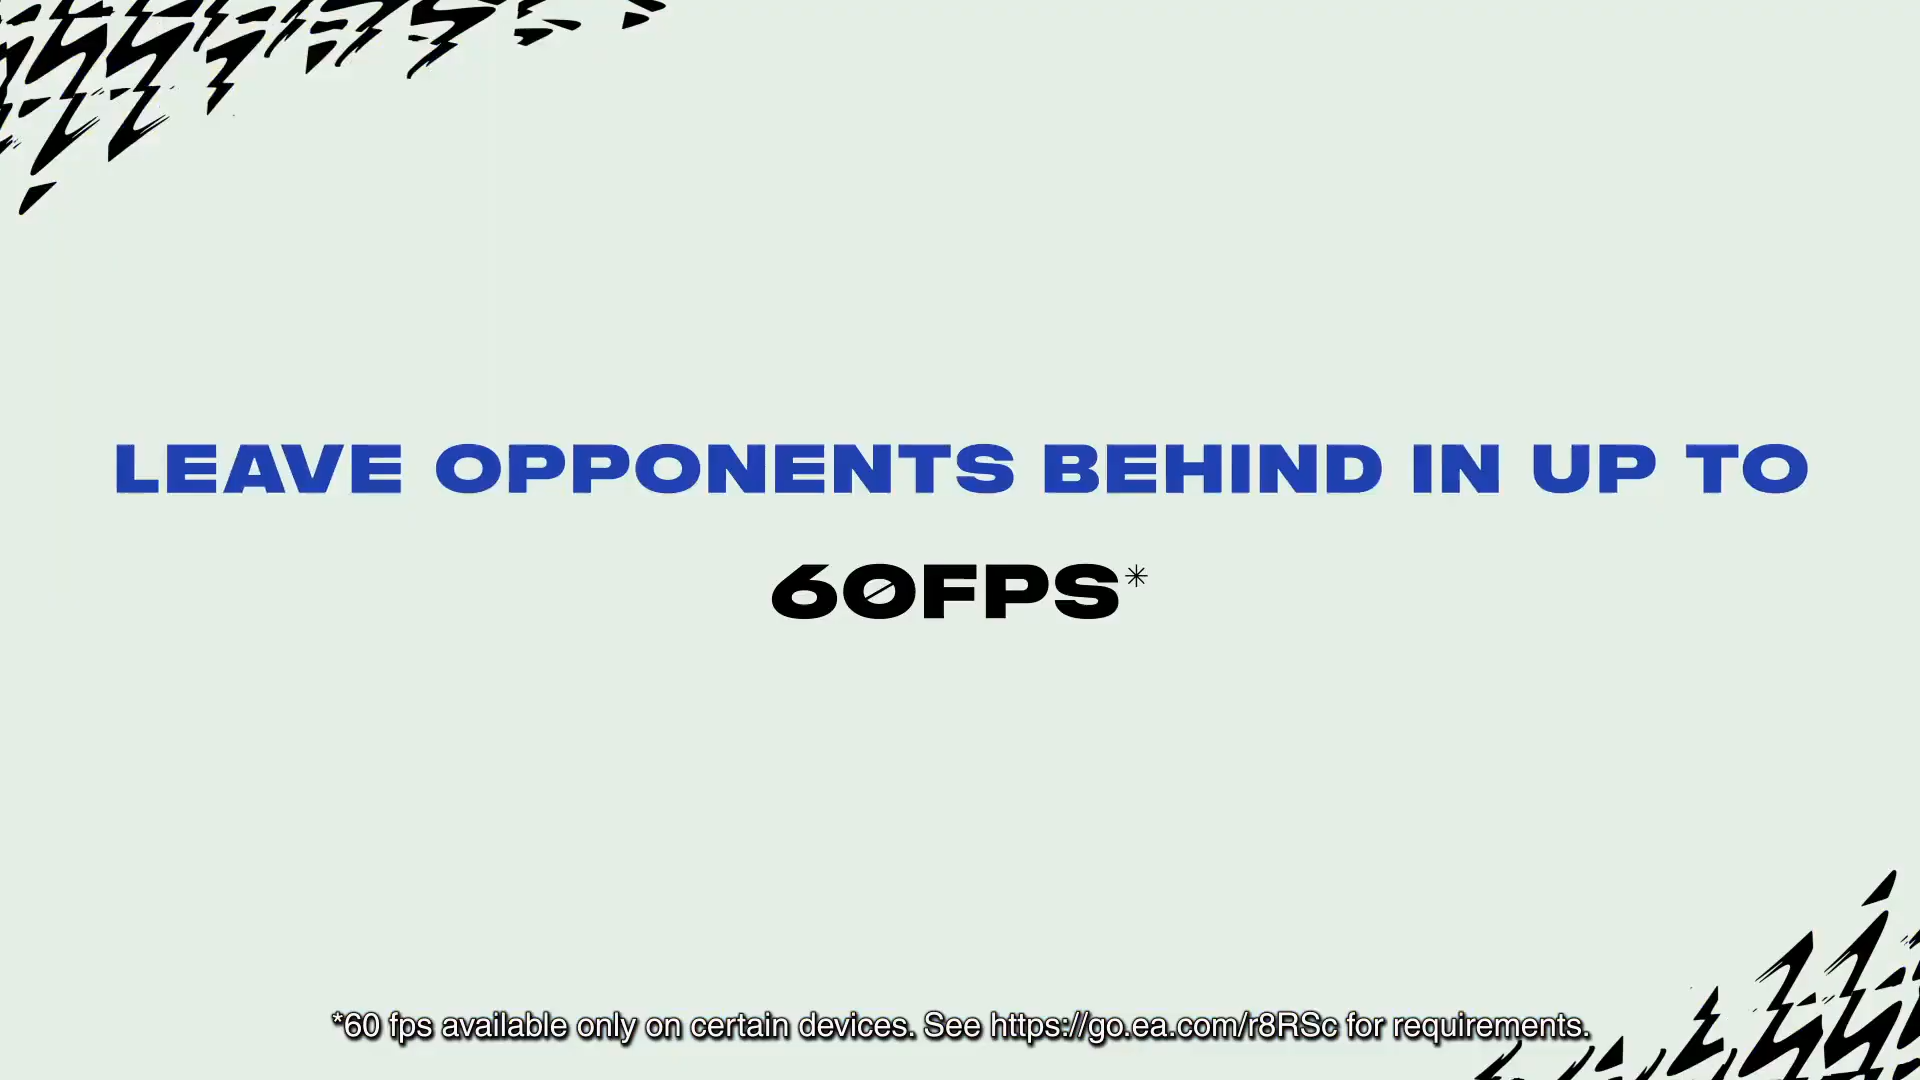 LEAVE OPPONENTS BEHIND IN UP TO
60FPS*
*60 fps available only on certain devices. See https://go.ea.com/r8RSc for requirements.